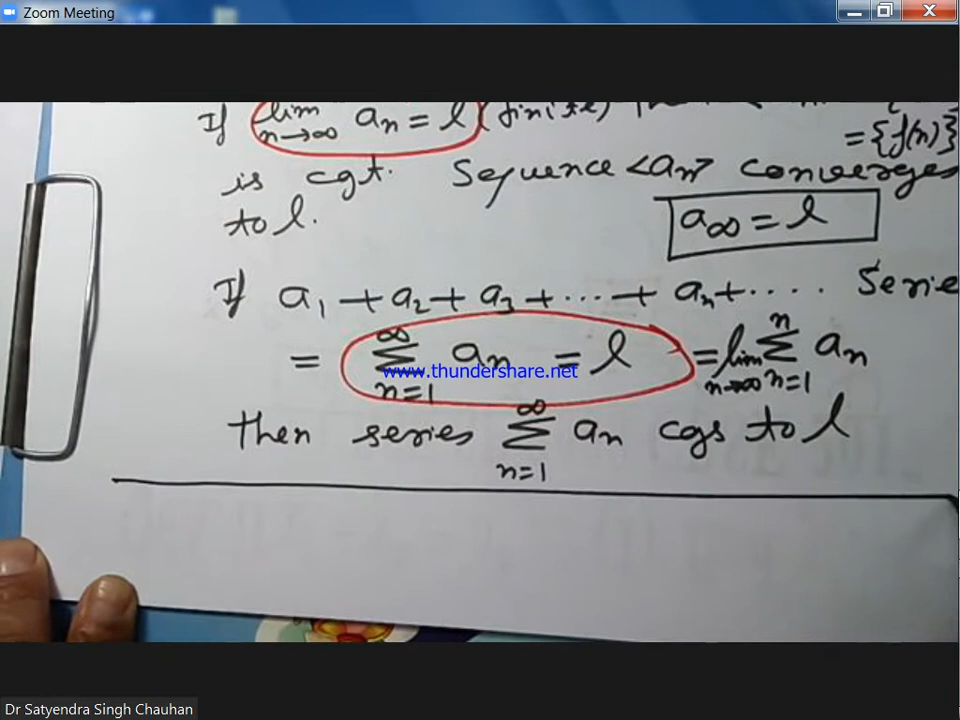 Zoom Meeting
If lim n→∞ an = l (finite)
= {f(n)}
is cgt. Sequence <an> converges
to l. a∞ = l
If a1 + a2 + a3 + ... + an + .... Serie
= ∞ Σ n=1 an = l = lim n→∞ n Σ n=1 an
www.thundershare.net
then series ∞ Σ n=1 an cgs to l
Dr Satyendra Singh Chauhan